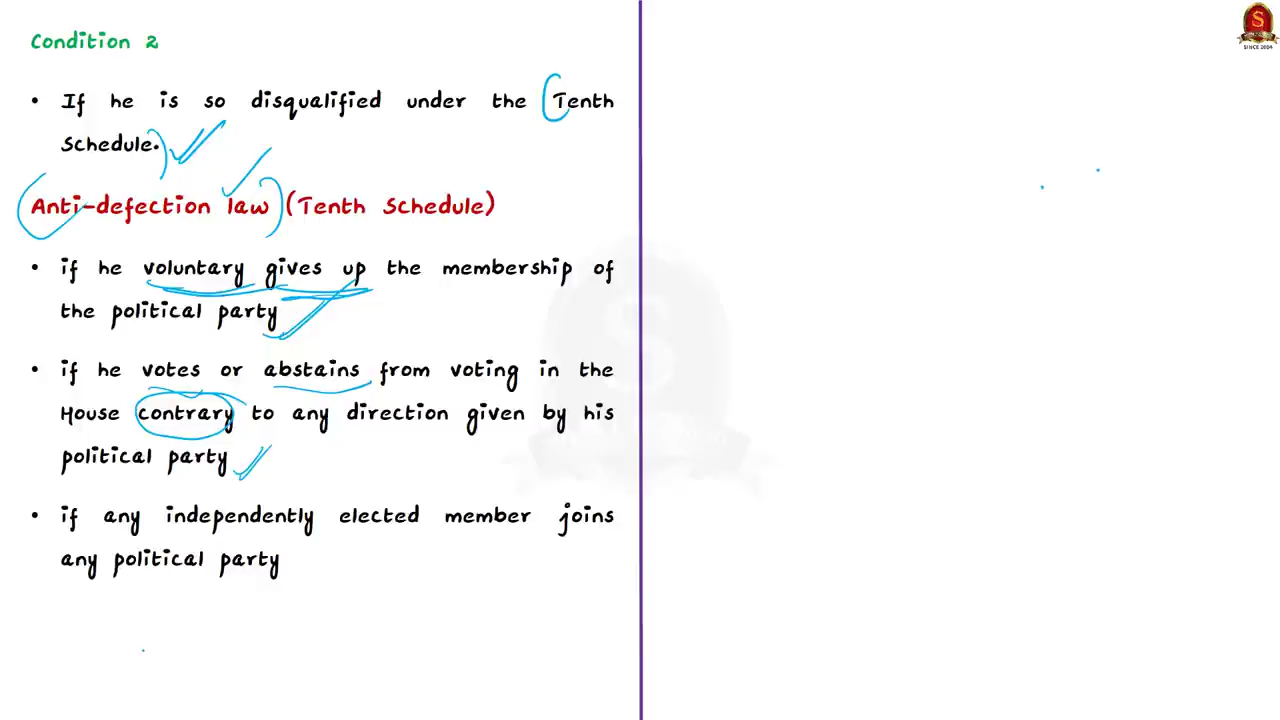 Condition 2
• If he is so disqualified under the Tenth
Schedule.
Anti-defection law (Tenth Schedule)
• if he voluntary gives up the membership of
the political party
• if he votes or abstains from voting in the
House contrary to any direction given by his
political party
• if any independently elected member joins
any political party
S
SINCE 2004